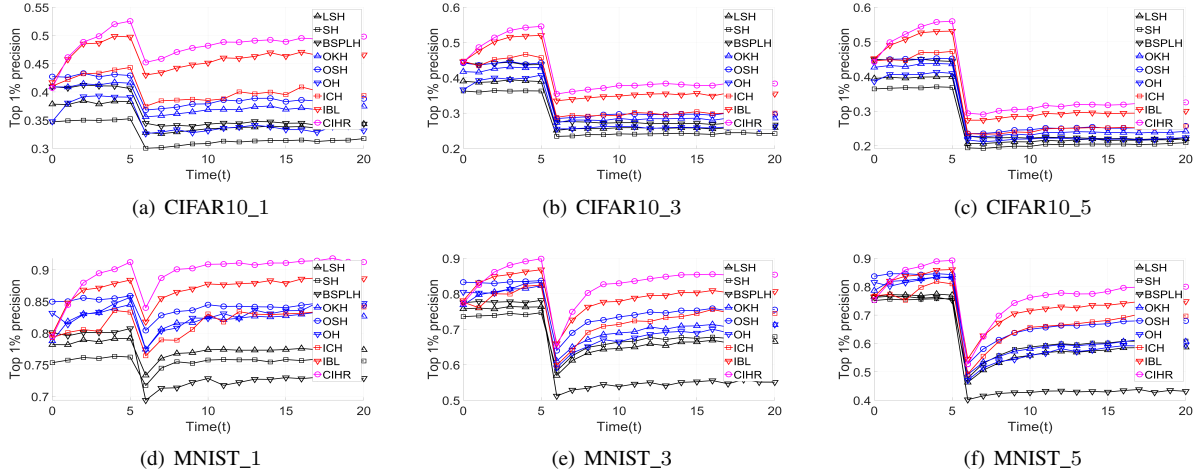 Top 1% precision
0.55
0.5
0.45
0.4
0.35
0.3
0 5 10 15 20
Time(t)
LSH
SH
BSPLH
OKH
OSH
OH
ICH
IBL
CIHR
(a) CIFAR10_1
Top 1% precision
0.6
0.5
0.4
0.3
0.2
0 5 10 15 20
Time(t)
LSH
SH
BSPLH
OKH
OSH
OH
ICH
IBL
CIHR
(b) CIFAR10_3
Top 1% precision
0.6
0.5
0.4
0.3
0.2
0 5 10 15 20
Time(t)
LSH
SH
BSPLH
OKH
OSH
OH
ICH
IBL
CIHR
(c) CIFAR10_5
Top 1% precision
0.9
0.85
0.8
0.75
0.7
0 5 10 15 20
Time(t)
LSH
SH
BSPLH
OKH
OSH
OH
ICH
IBL
CIHR
(d) MNIST_1
Top 1% precision
0.9
0.8
0.7
0.6
0.5
0 5 10 15 20
Time(t)
LSH
SH
BSPLH
OKH
OSH
OH
ICH
IBL
CIHR
(e) MNIST_3
Top 1% precision
0.9
0.8
0.7
0.6
0.5
0.4
0 5 10 15 20
Time(t)
LSH
SH
BSPLH
OKH
OSH
OH
ICH
IBL
CIHR
(f) MNIST_5